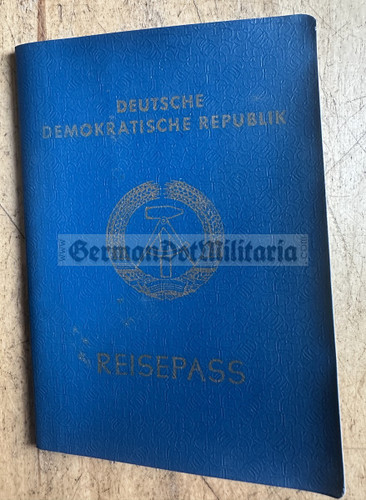 DEUTSCHE
DEMOKRATISCHE REPUBLIK
www.GermanDotMilitaria.com
REISEPASS